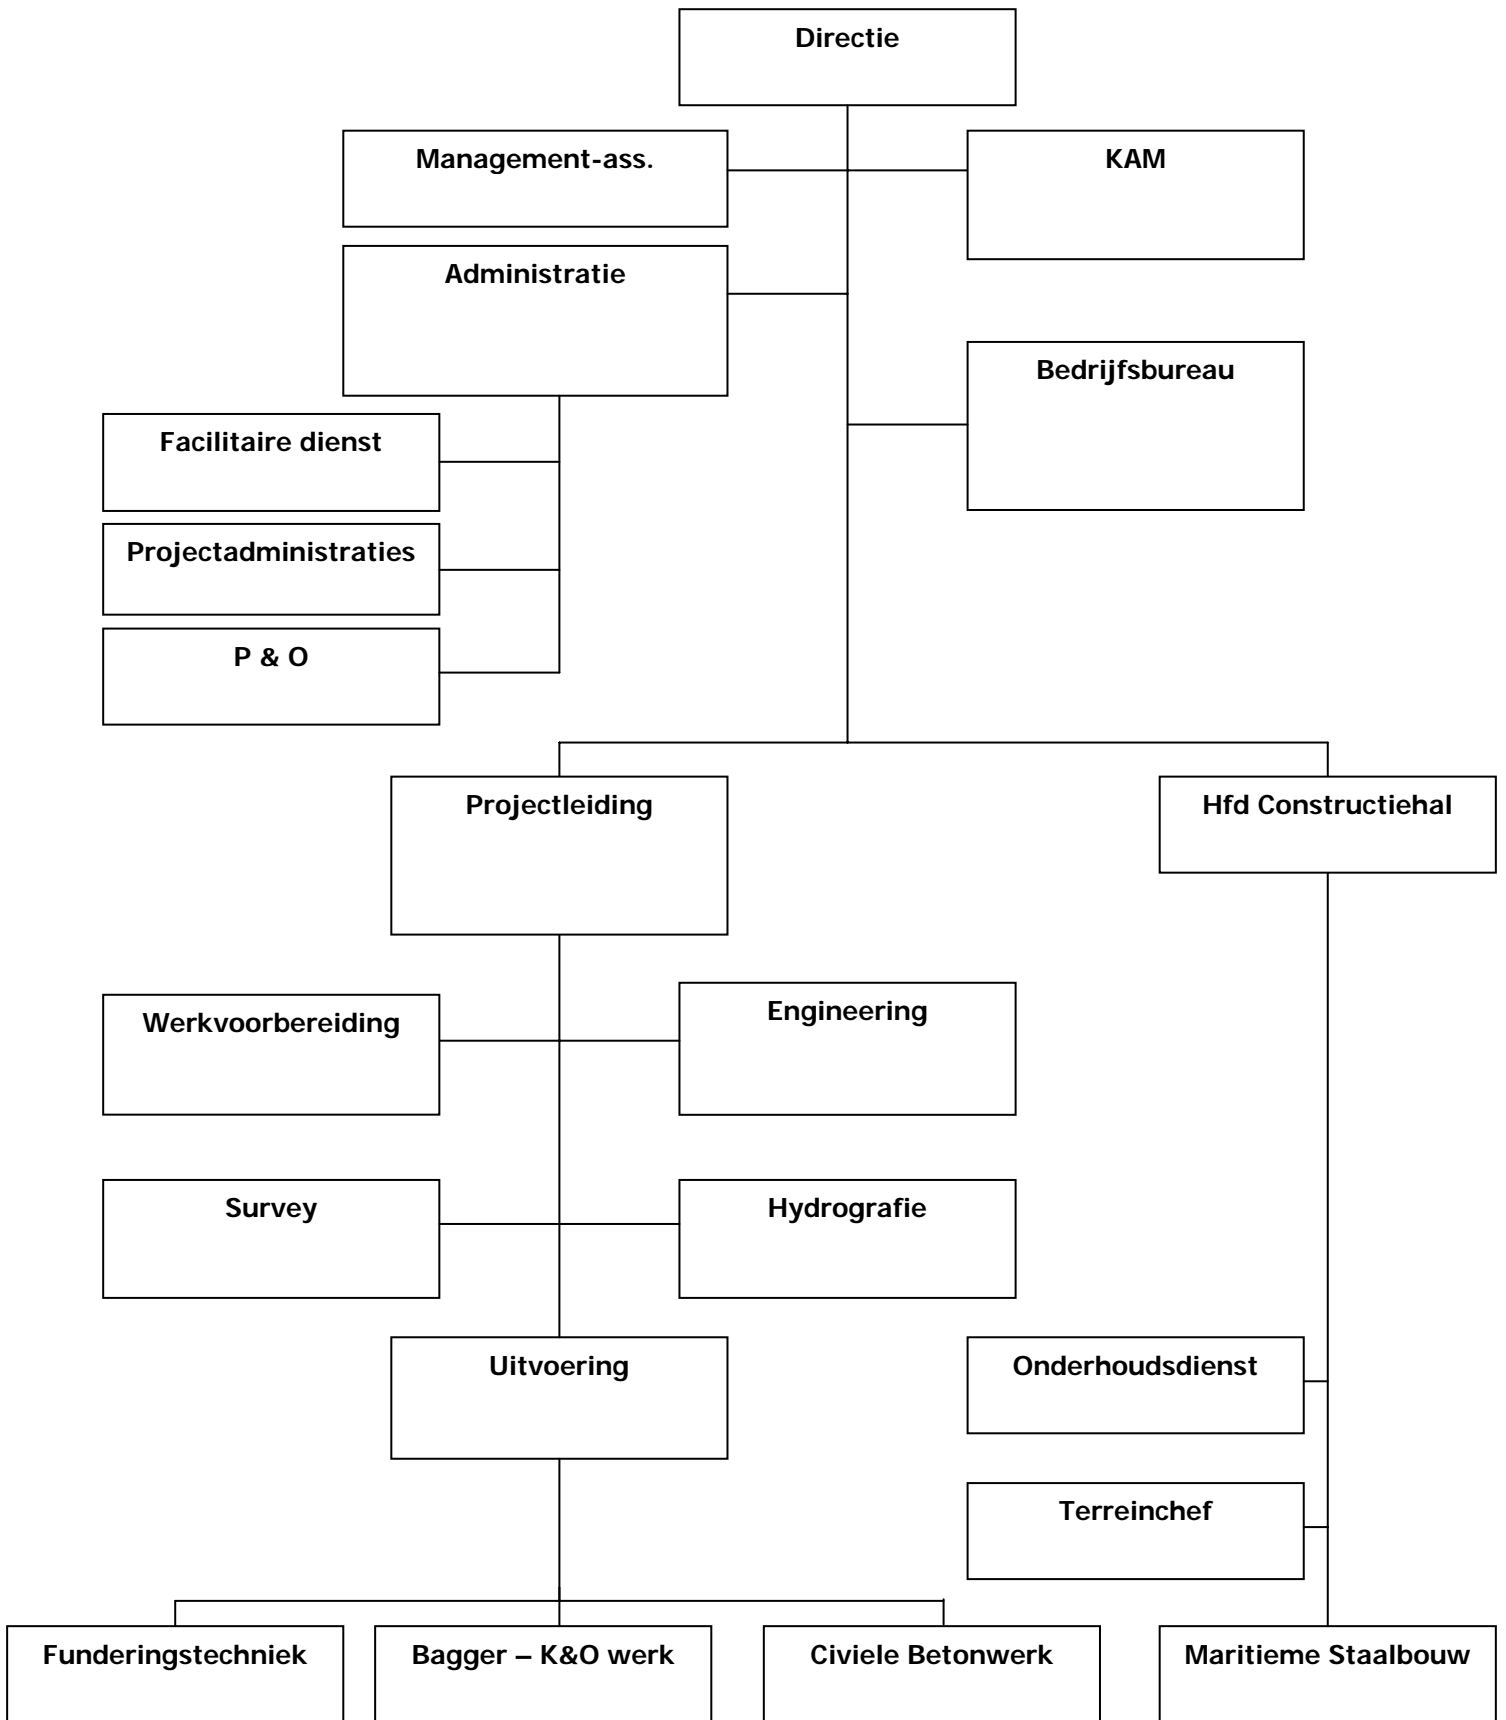 Directie
Management-ass.
KAM
Administratie
Bedrijfsbureau
Facilitaire dienst
Projectadministraties
P & O
Projectleiding
Hfd Constructiehal
Werkvoorbereiding
Engineering
Survey
Hydrografie
Uitvoering
Onderhoudsdienst
Terreinchef
Funderingstechniek
Bagger – K&O werk
Civiele Betonwerk
Maritieme Staalbouw